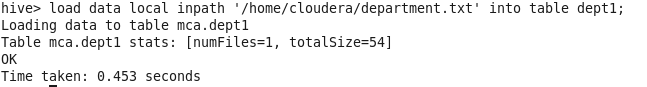 hive> load data local inpath '/home/cloudera/department.txt' into table dept1;
Loading data to table mca.dept1
Table mca.dept1 stats: [numFiles=1, totalSize=54]
OK
Time taken: 0.453 seconds